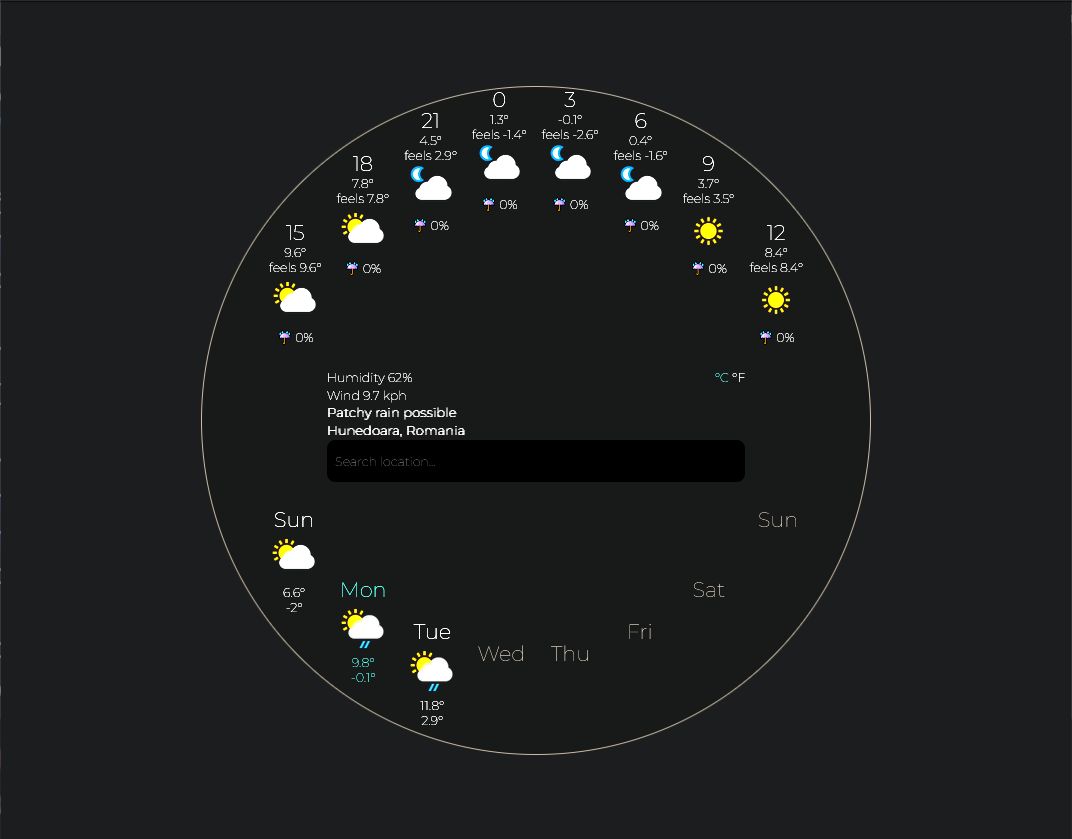 15
9.6°
feels 9.6°
0%
18
7.8°
feels 7.8°
0%
21
4.5°
feels 2.9°
0%
0
1.3°
feels -1.4°
0%
3
-0.1°
feels -2.6°
0%
6
0.4°
feels -1.6°
0%
9
3.7°
feels 3.5°
0%
12
8.4°
feels 8.4°
0%
Humidity 62%
°C °F
Wind 9.7 kph
Patchy rain possible
Hunedoara, Romania
Search location...
Sun
6.6°
-2°
Mon
9.8°
-0.1°
Tue
11.8°
2.9°
Wed
Thu
Fri
Sat
Sun